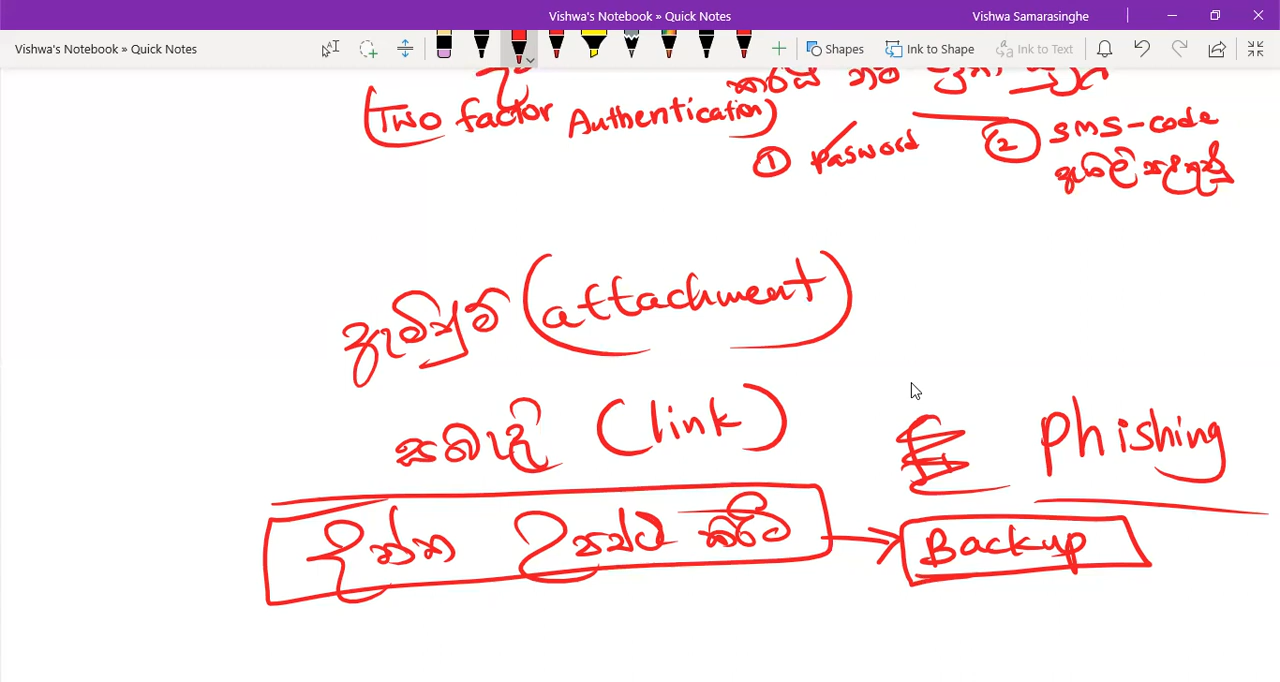 Vishwa's Notebook » Quick Notes
Vishwa Samarasinghe
Vishwa's Notebook » Quick Notes
Shapes
Ink to Shape
Ink to Text
(Two factor Authentication)
① Pasword
② SMS-code
ඇමිණුම් (attachment)
සබැඳි (link)
Phishing
දත්ත උපස්ථ කිරීම → Backup